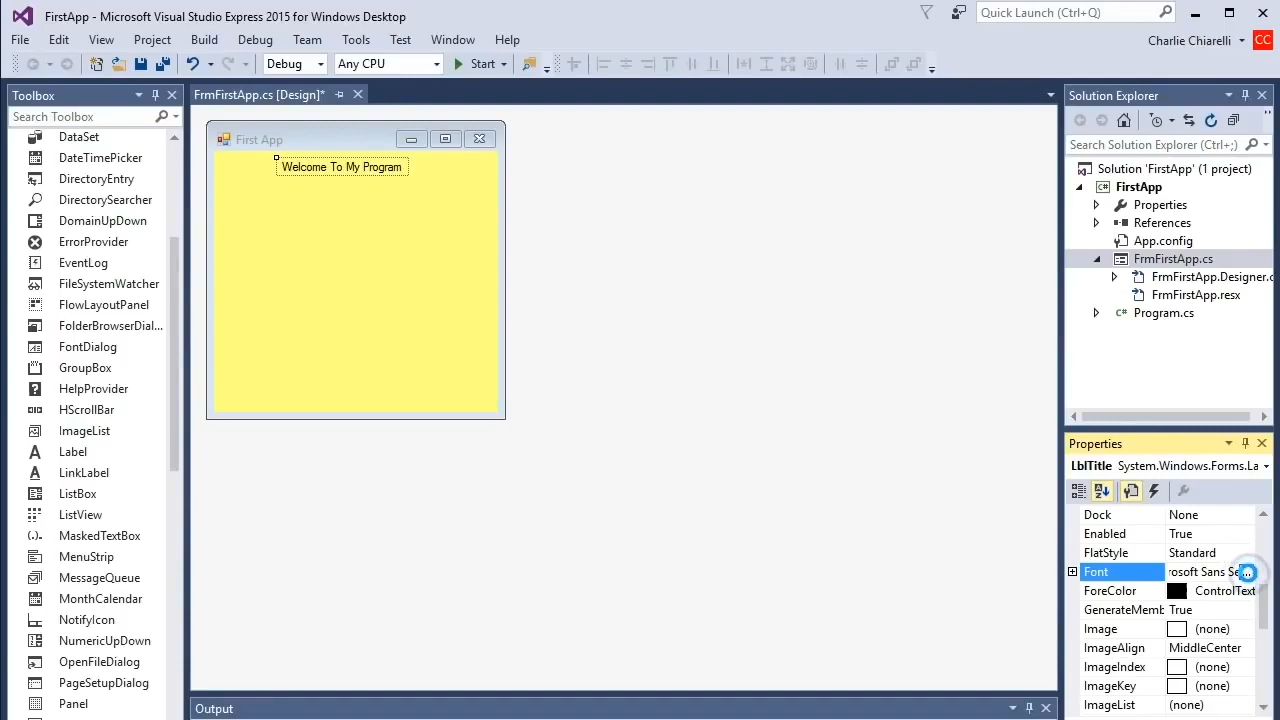 FirstApp - Microsoft Visual Studio Express 2015 for Windows Desktop
Quick Launch (Ctrl+Q)
File Edit View Project Build Debug Team Tools Test Window Help
Charlie Chiarelli CC
Debug Any CPU Start
Toolbox
Search Toolbox
DataSet
DateTimePicker
DirectoryEntry
DirectorySearcher
DomainUpDown
ErrorProvider
EventLog
FileSystemWatcher
FlowLayoutPanel
FolderBrowserDial...
FontDialog
GroupBox
HelpProvider
HScrollBar
ImageList
Label
LinkLabel
ListBox
ListView
MaskedTextBox
MenuStrip
MessageQueue
MonthCalendar
NotifyIcon
NumericUpDown
OpenFileDialog
PageSetupDialog
Panel
FrmFirstApp.cs [Design]*
First App
Welcome To My Program
Output
Solution Explorer
Search Solution Explorer (Ctrl+;)
Solution 'FirstApp' (1 project)
FirstApp
Properties
References
App.config
FrmFirstApp.cs
FrmFirstApp.Designer.c
FrmFirstApp.resx
Program.cs
Properties
LblTitle System.Windows.Forms.La
Dock None
Enabled True
FlatStyle Standard
Font rosoft Sans Se
ForeColor ControlText
GenerateMemb True
Image (none)
ImageAlign MiddleCenter
ImageIndex (none)
ImageKey (none)
ImageList (none)